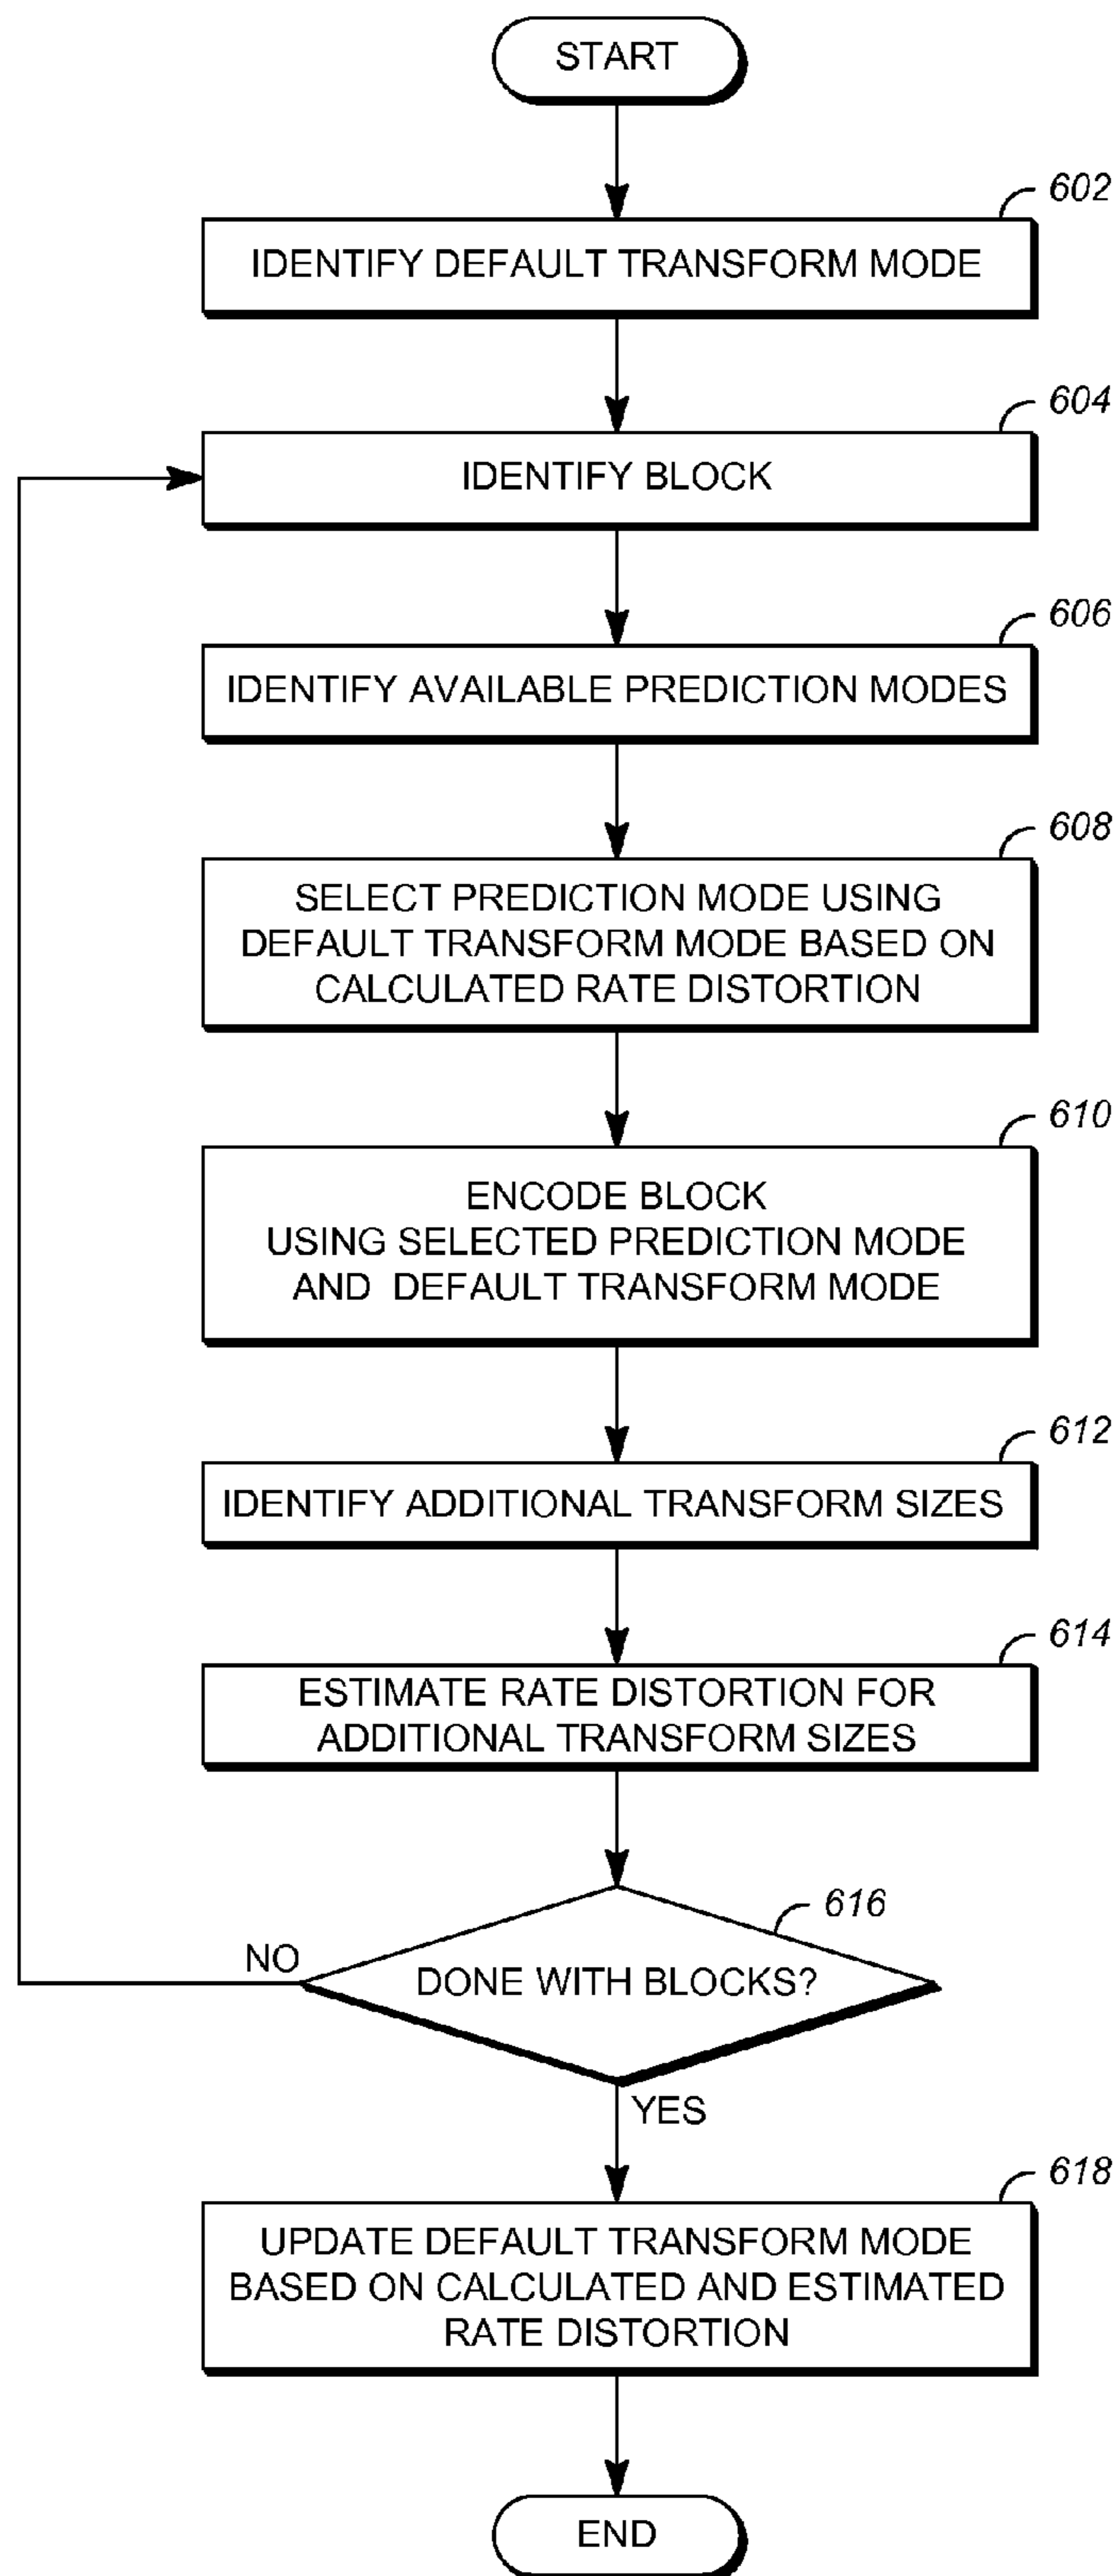 START
602
IDENTIFY DEFAULT TRANSFORM MODE
604
IDENTIFY BLOCK
606
IDENTIFY AVAILABLE PREDICTION MODES
608
SELECT PREDICTION MODE USING
DEFAULT TRANSFORM MODE BASED ON
CALCULATED RATE DISTORTION
610
ENCODE BLOCK
USING SELECTED PREDICTION MODE
AND DEFAULT TRANSFORM MODE
612
IDENTIFY ADDITIONAL TRANSFORM SIZES
614
ESTIMATE RATE DISTORTION FOR
ADDITIONAL TRANSFORM SIZES
616
NO
DONE WITH BLOCKS?
YES
618
UPDATE DEFAULT TRANSFORM MODE
BASED ON CALCULATED AND ESTIMATED
RATE DISTORTION
END